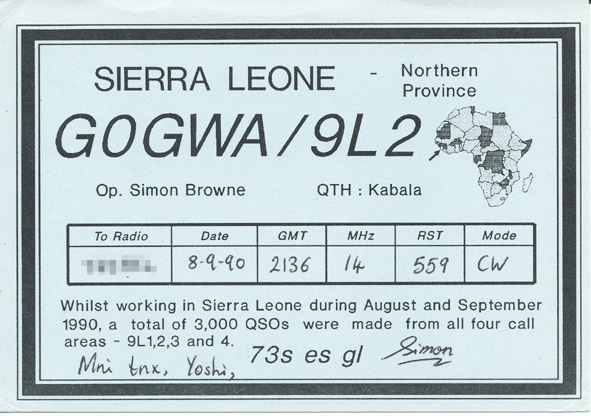 SIERRA LEONE - Northern Province
G0GWA/9L2
Op. Simon Browne QTH : Kabala
To Radio Date GMT MHz RST Mode
8-9-90 2136 14 559 CW
Whilst working in Sierra Leone during August and September
1990, a total of 3,000 QSOs were made from all four call
areas - 9L1,2,3 and 4.
Mni tnx, Yoshi, 73s es gl Simon